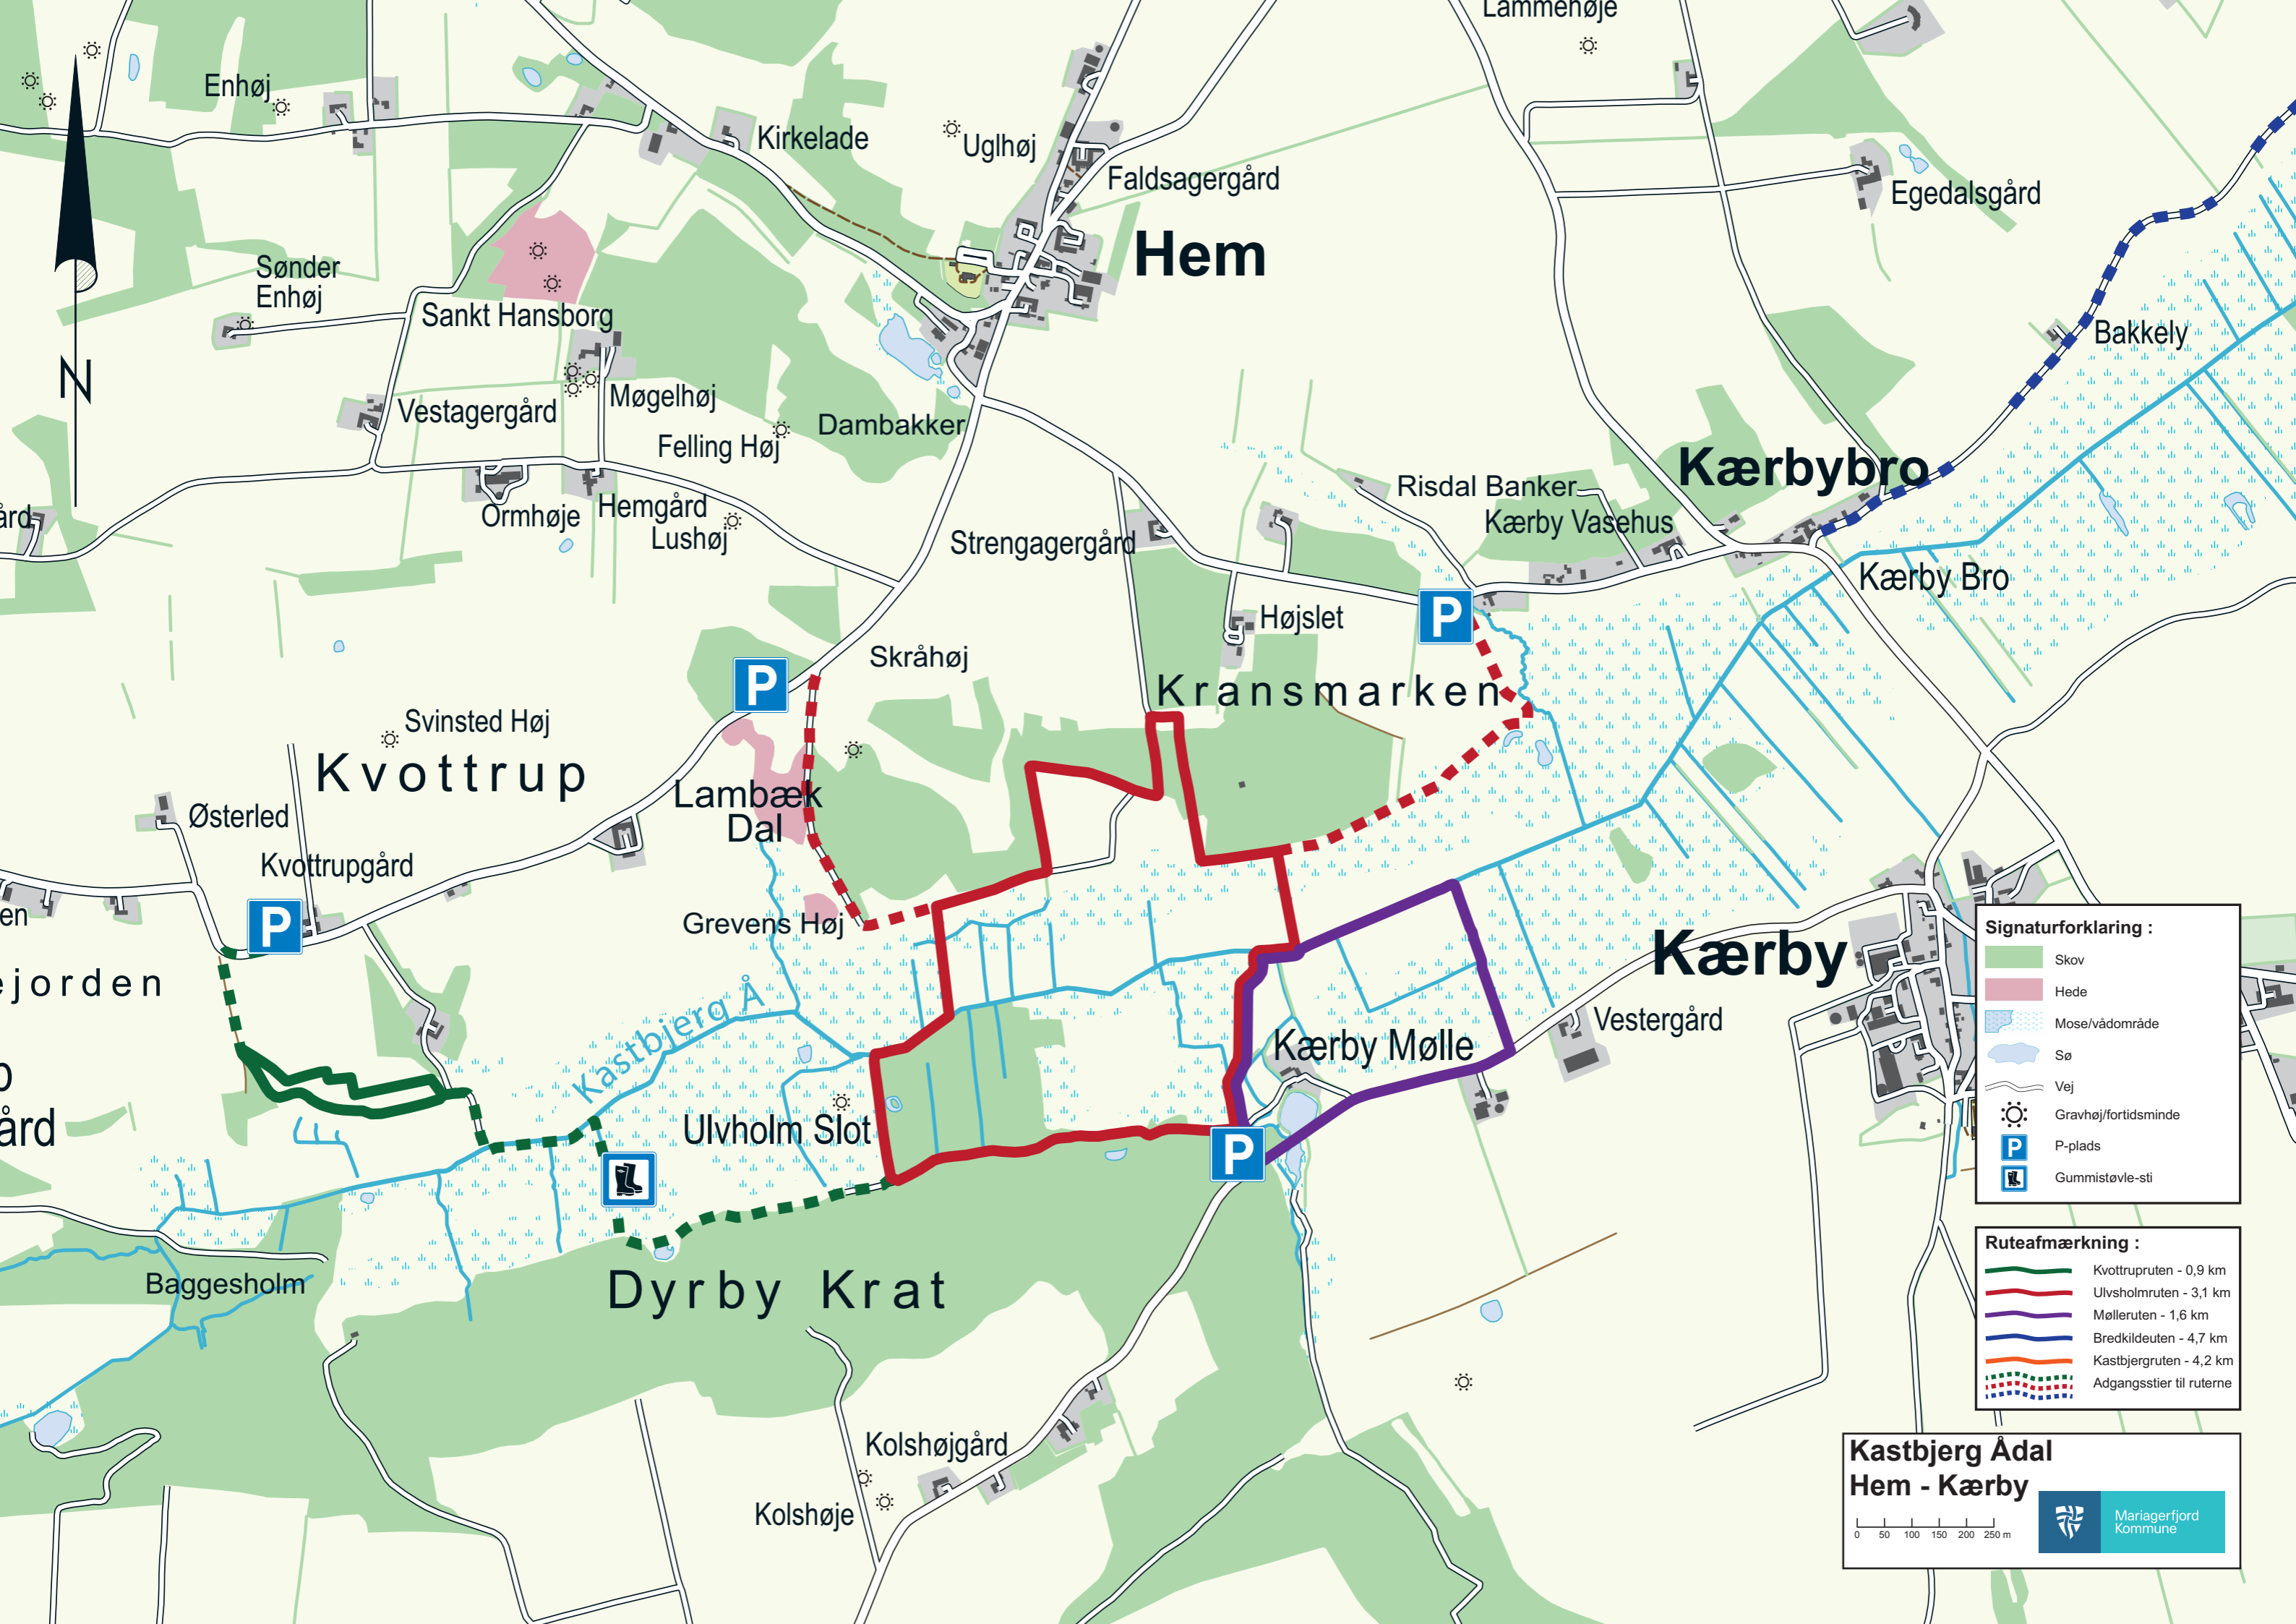 Lammehøje
Enhøj
Kirkelade
Uglhøj
Faldsagergård
Egedalsgård
Hem
Sønder
Enhøj
Sankt Hansborg
Bakkely
Møgelhøj
Vestagergård
Dambakker
Felling Høj
Kærbybro
Risdal Banker
Ormhøje
Hemgård
Kærby Vasehus
Lushøj
Strengagergård
Kærby Bro
N
P
Højslet
Skråhøj
P
Kransmarken
Svinsted Høj
Kvottrup
Lambæk
Dal
Østerled
Kvottrupgård
en
P
Grevens Høj
Kærby
ejorden
Kastbjerg Å
Vestergård
Kærby Mølle
ård
Ulvholm Slot
P
Baggesholm
Dyrby Krat
Kolshøjgård
Kolshøje
Signaturforklaring :
Skov
Hede
Mose/vådområde
Sø
Vej
Gravhøj/fortidsminde
P
P-plads
Gummistøvle-sti
Ruteafmærkning :
Kvottrupruten - 0,9 km
Ulvsholmruten - 3,1 km
Mølleruten - 1,6 km
Bredkildeuten - 4,7 km
Kastbjergruten - 4,2 km
Adgangsstier til ruterne
Kastbjerg Ådal
Hem - Kærby
0 50 100 150 200 250 m
Mariagerfjord
Kommune